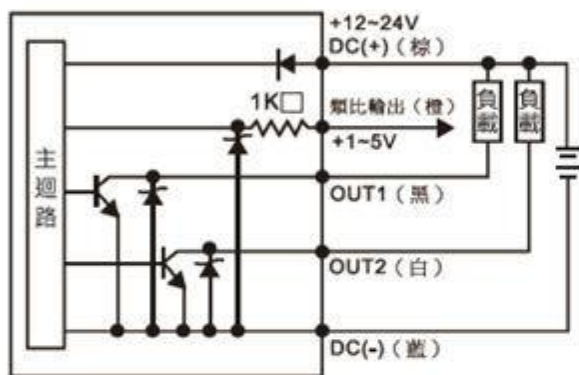 +12~24V
DC(+)（棕）
1K□
類比輸出（橙）
+1~5V
負載
負載
主迴路
OUT1（黑）
OUT2（白）
DC(-)（藍）